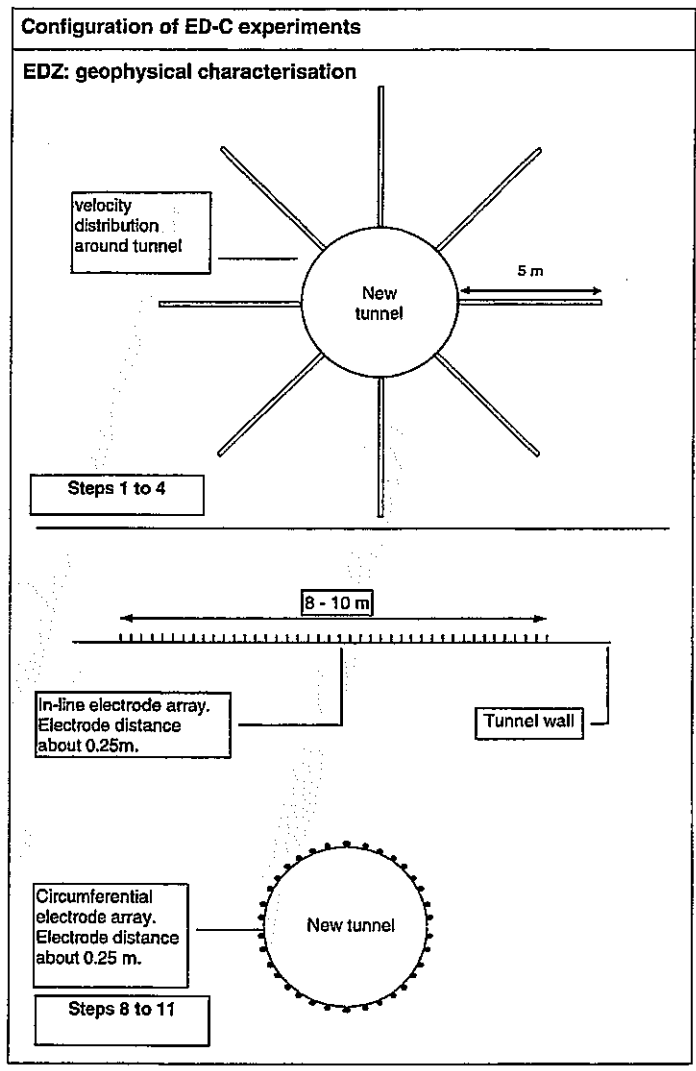 Configuration of ED-C experiments
EDZ: geophysical characterisation
velocity
distribution
around tunnel
5 m
New
tunnel
Steps 1 to 4
8 - 10 m
In-line electrode array.
Electrode distance
about 0.25m.
Tunnel wall
Circumferential
electrode array.
Electrode distance
about 0.25 m.
New tunnel
Steps 8 to 11